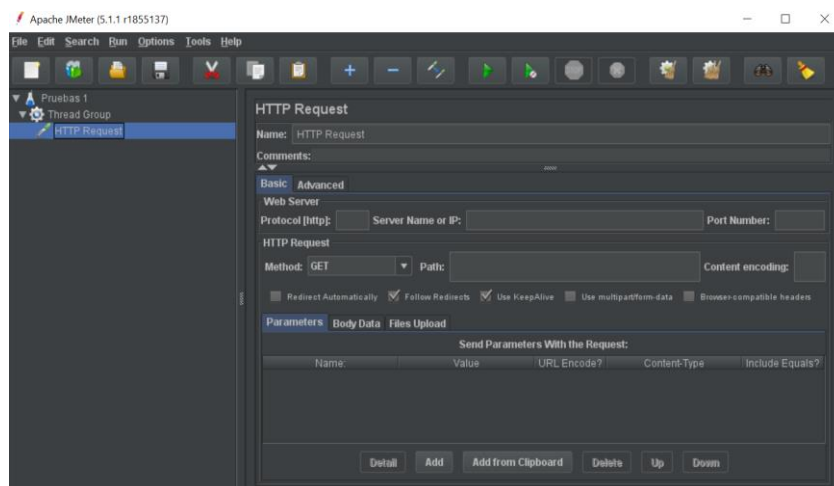 Apache JMeter (5.1.1 r1855137)
File Edit Search Run Options Tools Help
Pruebas 1
Thread Group
HTTP Request
HTTP Request
Name: HTTP Request
Comments:
Basic Advanced
Web Server
Protocol [http]: Server Name or IP: Port Number:
HTTP Request
Method: GET Path: Content encoding:
Redirect Automatically Follow Redirects Use KeepAlive Use multipart/form-data Browser-compatible headers
Parameters Body Data Files Upload
Send Parameters With the Request:
Name: Value URL Encode? Content-Type Include Equals?
Detail Add Add from Clipboard Delete Up Down